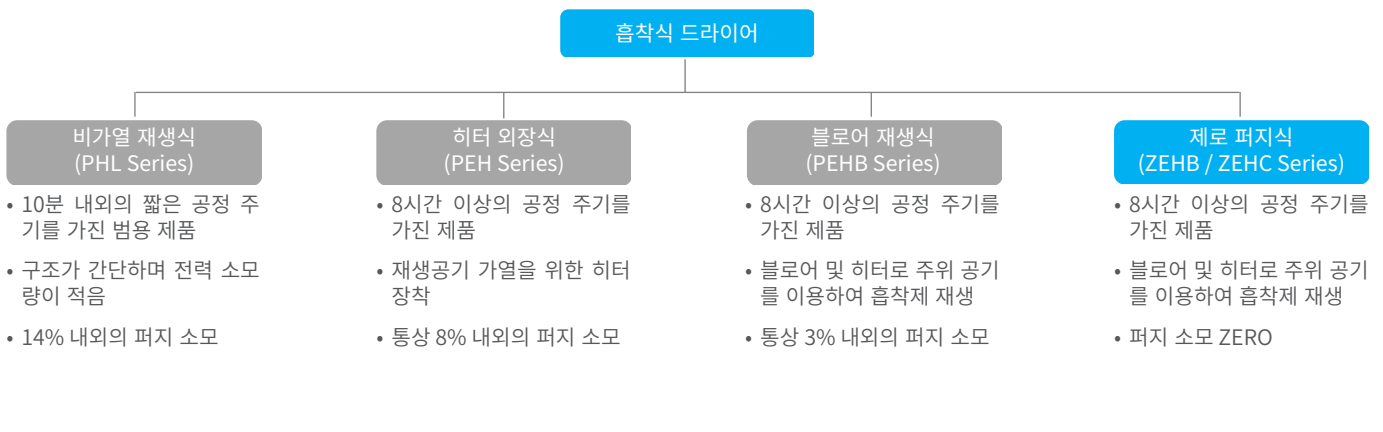 흡착식 드라이어
비가열 재생식
(PHL Series)
• 10분 내외의 짧은 공정 주
기를 가진 범용 제품
• 구조가 간단하며 전력 소모
량이 적음
• 14% 내외의 퍼지 소모
히터 외장식
(PEH Series)
• 8시간 이상의 공정 주기를
가진 제품
• 재생공기 가열을 위한 히터
장착
• 통상 8% 내외의 퍼지 소모
블로어 재생식
(PEHB Series)
• 8시간 이상의 공정 주기를
가진 제품
• 블로어 및 히터로 주위 공기
를 이용하여 흡착제 재생
• 통상 3% 내외의 퍼지 소모
제로 퍼지식
(ZEHB / ZEHC Series)
• 8시간 이상의 공정 주기를
가진 제품
• 블로어 및 히터로 주위 공기
를 이용하여 흡착제 재생
• 퍼지 소모 ZERO